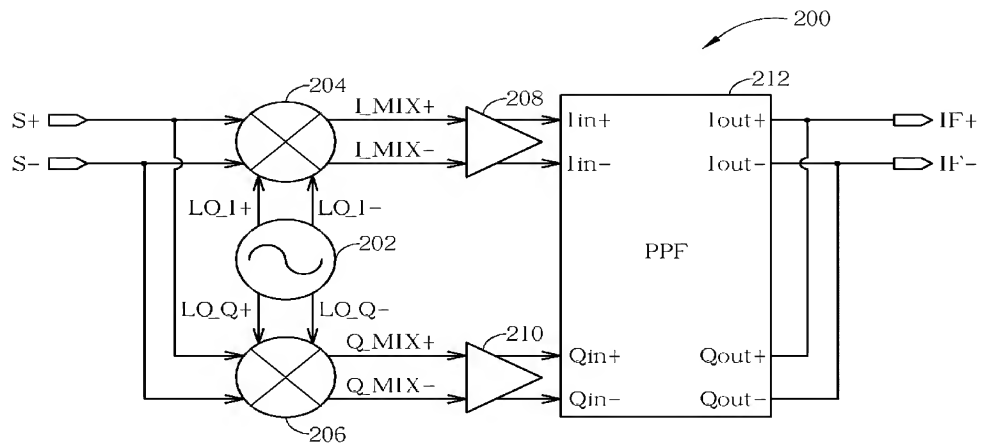 200
204
I_MIX+
208
212
S+
Iin+
Iout+
IF+
S-
I_MIX-
Iin-
Iout-
IF-
LO_I+
LO_I-
202
PPF
LO_Q+
LO_Q-
Q_MIX+
210
Qin+
Qout+
Q_MIX-
Qin-
Qout-
206